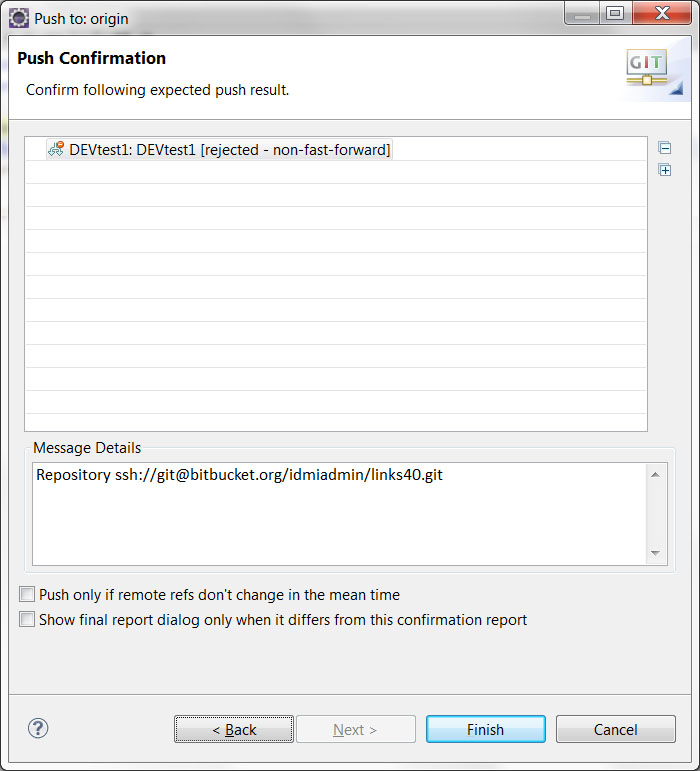 Push to: origin
Push Confirmation
Confirm following expected push result.
GIT
DEVtest1: DEVtest1 [rejected - non-fast-forward]
Message Details
Repository ssh://git@bitbucket.org/idmiadmin/links40.git
Push only if remote refs don't change in the mean time
Show final report dialog only when it differs from this confirmation report
?
< Back
Next >
Finish
Cancel